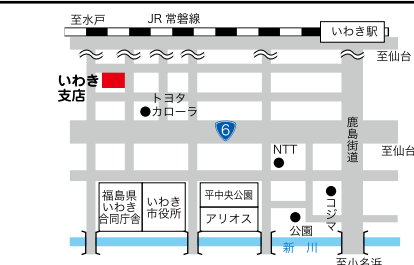 至水戸
JR 常磐線
いわき駅
至仙台
いわき
支店
トヨタ
カローラ
6
鹿島街道
NTT
至仙台
福島県
いわき
合同庁舎
いわき
市役所
平中央公園
アリオス
コジマ
公園
新 川
至小名浜